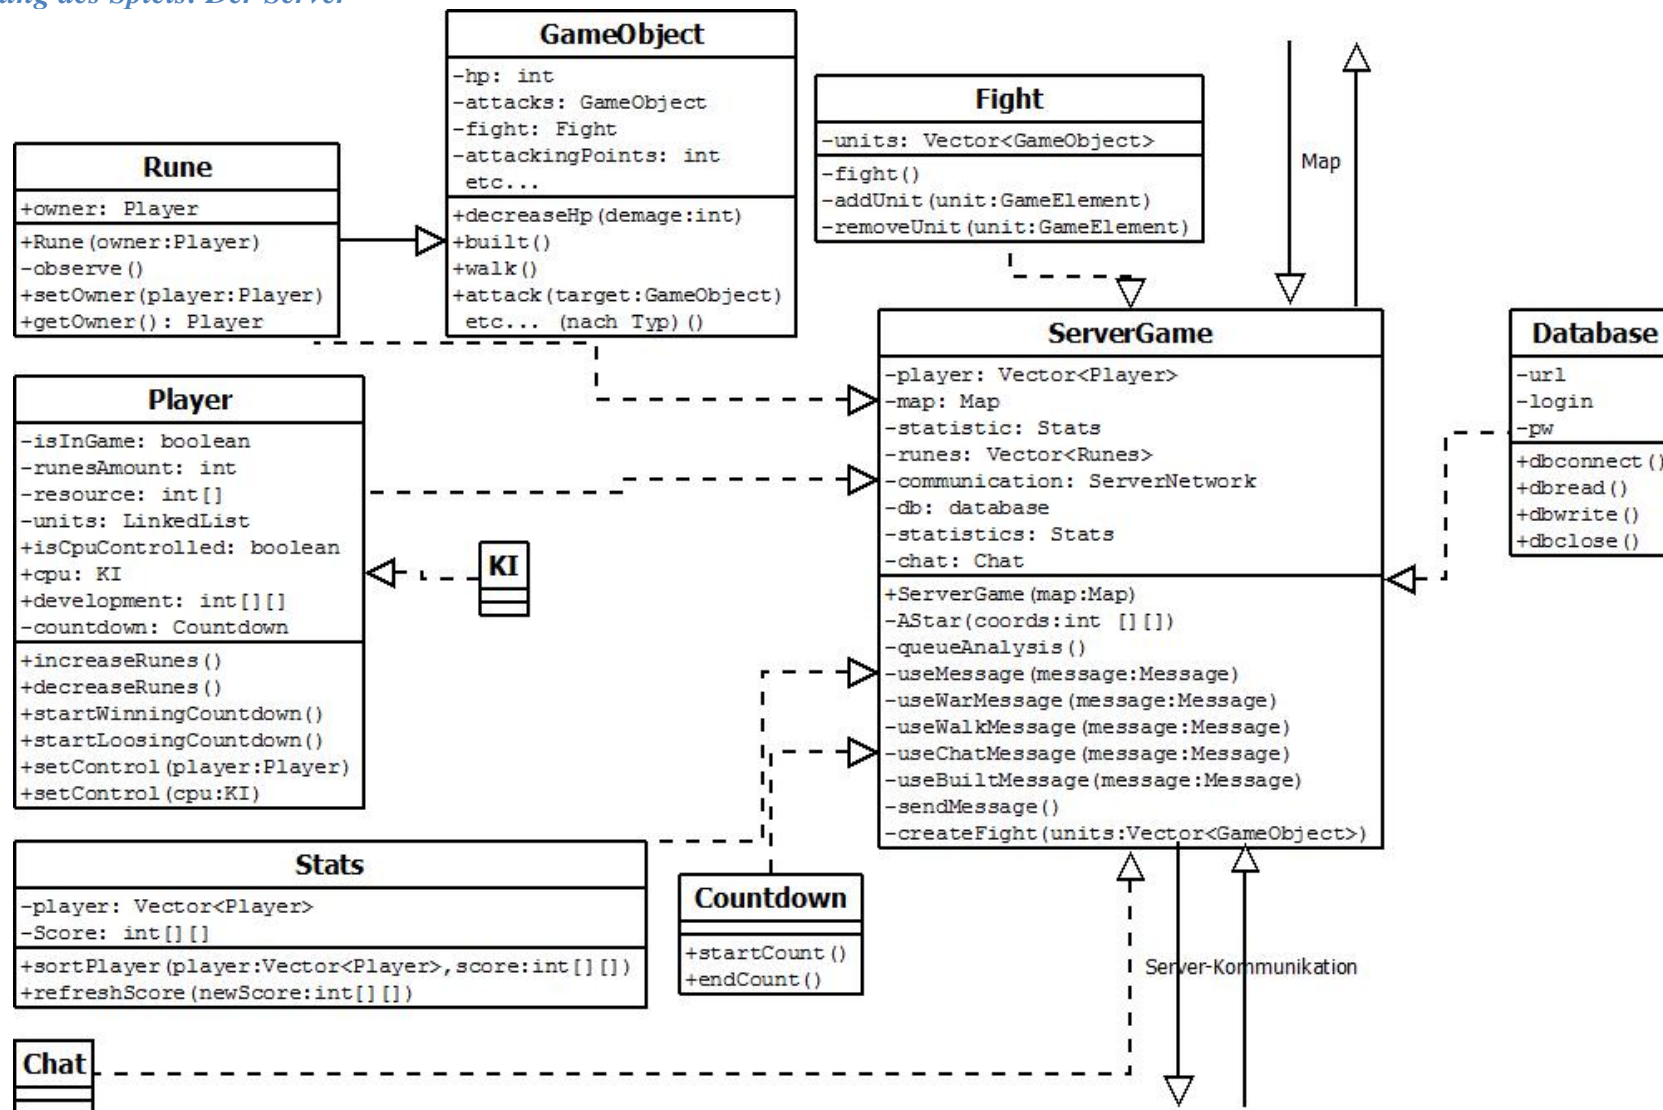 ung des Spiels: Der Server
GameObject
-hp: int
-attacks: GameObject
-fight: Fight
-attackingPoints: int
etc...
+decreaseHp(demage:int)
+built()
+walk()
+attack(target:GameObject)
etc... (nach Typ)()
Fight
-units: Vector<GameObject>
-fight()
-addUnit(unit:GameElement)
-removeUnit(unit:GameElement)
Map
Rune
+owner: Player
+Rune(owner:Player)
-observe()
+setOwner(player:Player)
+getOwner(): Player
ServerGame
-player: Vector<Player>
-map: Map
-statistic: Stats
-runes: Vector<Runes>
-communication: ServerNetwork
-db: database
-statistics: Stats
-chat: Chat
+ServerGame(map:Map)
-AStar(coords:int [][])
-queueAnalysis()
-useMessage(message:Message)
-useWarMessage(message:Message)
-useWalkMessage(message:Message)
-useChatMessage(message:Message)
-useBuiltMessage(message:Message)
-sendMessage()
-createFight(units:Vector<GameObject>)
Database
-url
-login
-pw
+dbconnect()
+dbread()
+dbwrite()
+dbclose()
Player
-isInGame: boolean
-runesAmount: int
-resource: int[]
-units: LinkedList
+isCpuControlled: boolean
+cpu: KI
+development: int[][]
-countdown: Countdown
+increaseRunes()
+decreaseRunes()
+startWinningCountdown()
+startLoosingCountdown()
+setControl(player:Player)
+setControl(cpu:KI)
KI
Stats
-player: Vector<Player>
-Score: int[][]
+sortPlayer(player:Vector<Player>,score:int[][])
+refreshScore(newScore:int[][])
Countdown
+startCount()
+endCount()
Server-Kommunikation
Chat